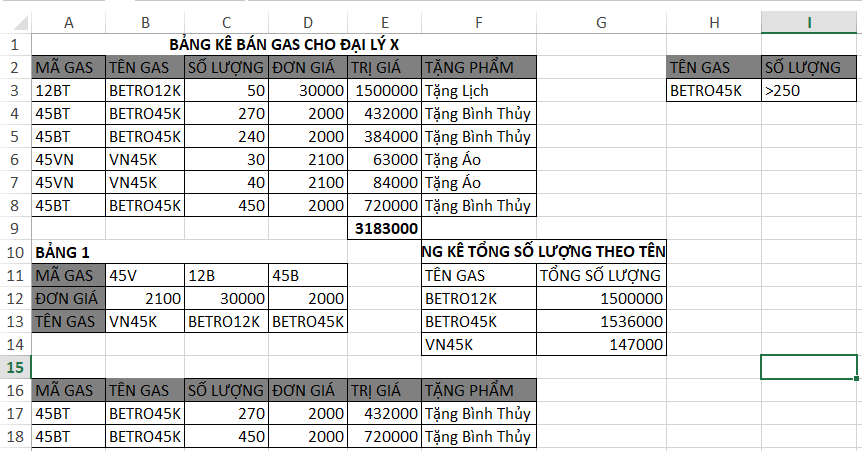 A B C D E F G H I
1 BẢNG KÊ BÁN GAS CHO ĐẠI LÝ X
2 MÃ GAS TÊN GAS SỐ LƯỢNG ĐƠN GIÁ TRỊ GIÁ TẶNG PHẨM TÊN GAS SỐ LƯỢNG
3 12BT BETRO12K 50 30000 1500000 Tặng Lịch BETRO45K >250
4 45BT BETRO45K 270 2000 432000 Tặng Bình Thủy
5 45BT BETRO45K 240 2000 384000 Tặng Bình Thủy
6 45VN VN45K 30 2100 63000 Tặng Áo
7 45VN VN45K 40 2100 84000 Tặng Áo
8 45BT BETRO45K 450 2000 720000 Tặng Bình Thủy
9 3183000
10 BẢNG 1 NG KÊ TỔNG SỐ LƯỢNG THEO TÊN
11 MÃ GAS 45V 12B 45B TÊN GAS TỔNG SỐ LƯỢNG
12 ĐƠN GIÁ 2100 30000 2000 BETRO12K 1500000
13 TÊN GAS VN45K BETRO12K BETRO45K BETRO45K 1536000
14 VN45K 147000
15
16 MÃ GAS TÊN GAS SỐ LƯỢNG ĐƠN GIÁ TRỊ GIÁ TẶNG PHẨM
17 45BT BETRO45K 270 2000 432000 Tặng Bình Thủy
18 45BT BETRO45K 450 2000 720000 Tặng Bình Thủy